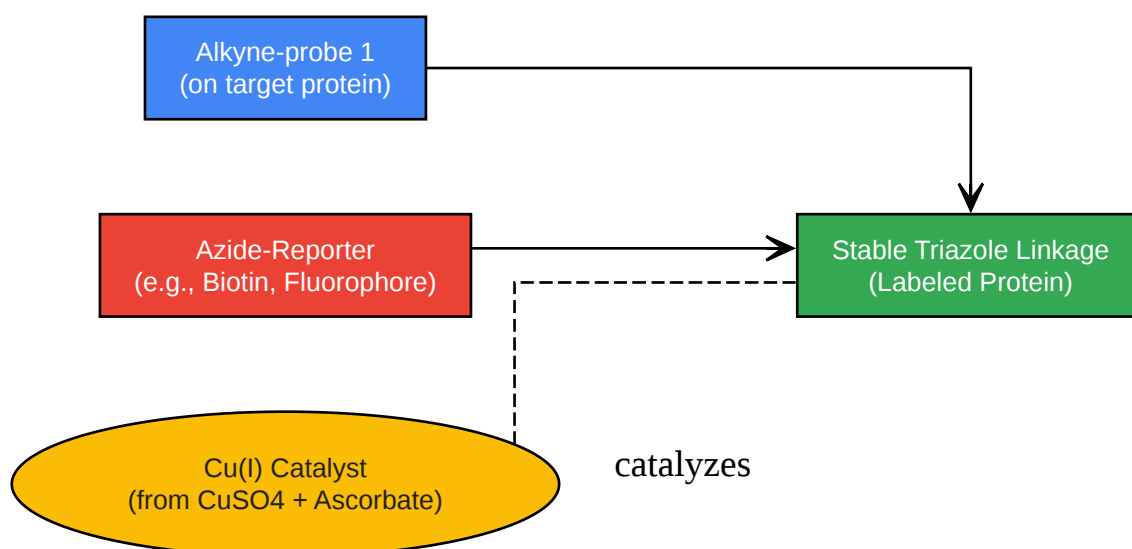 Alkyne-probe 1
(on target protein)
Azide-Reporter
(e.g., Biotin, Fluorophore)
Stable Triazole Linkage
(Labeled Protein)
Cu(I) Catalyst
(from CuSO4 + Ascorbate)
catalyzes